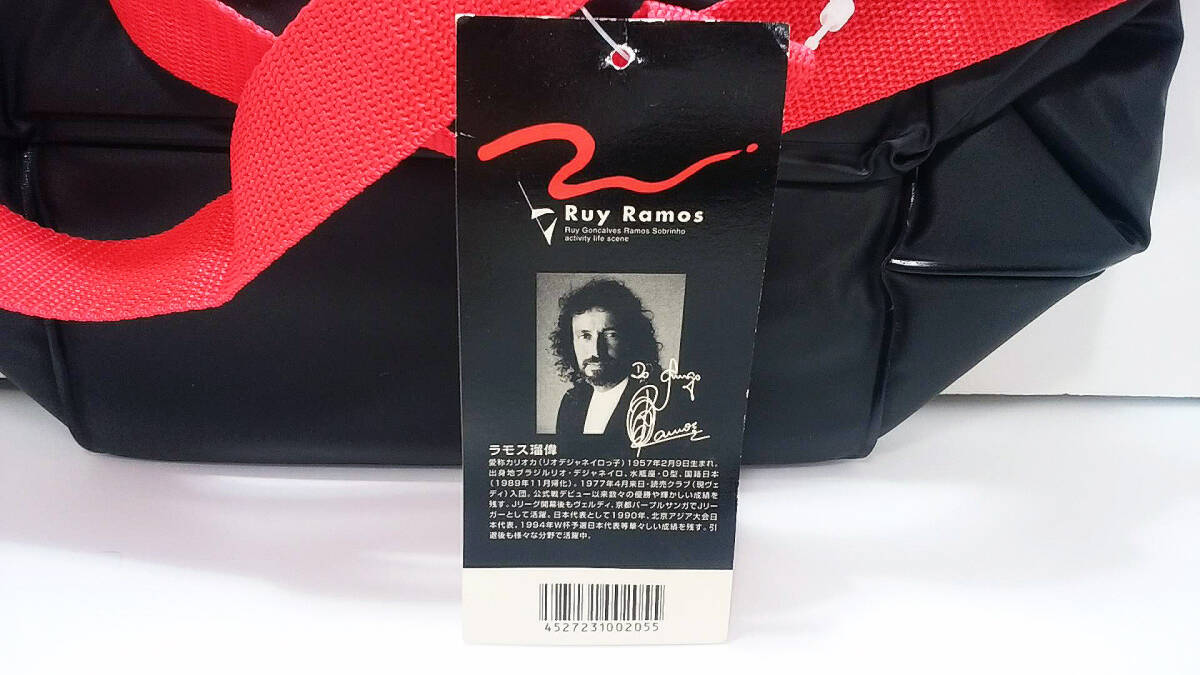 Ruy Ramos
Ruy Goncalves Ramos Sobrinho
activity life scene
Do amigo
Ramos
ラモス瑠偉
愛称カリオカ(リオデジャネイロっ子)1957年2月9日生まれ。
出身地ブラジルリオ・デジャネイロ、水瓶座・O型、国籍日本
(1989年11月帰化)。1977年4月来日・読売クラブ(現ヴェル
ディ)入団。公式戦デビュー以来数々の優勝や輝かしい成績を
残す。Jリーグ開幕後もヴェルディ、京都パープルサンガでJリー
ガーとして活躍。日本代表として1990年、北京アジア大会日
本代表、1994年W杯予選日本代表等華々しい成績を残す。引
退後も様々な分野で活躍中。
4527231002055